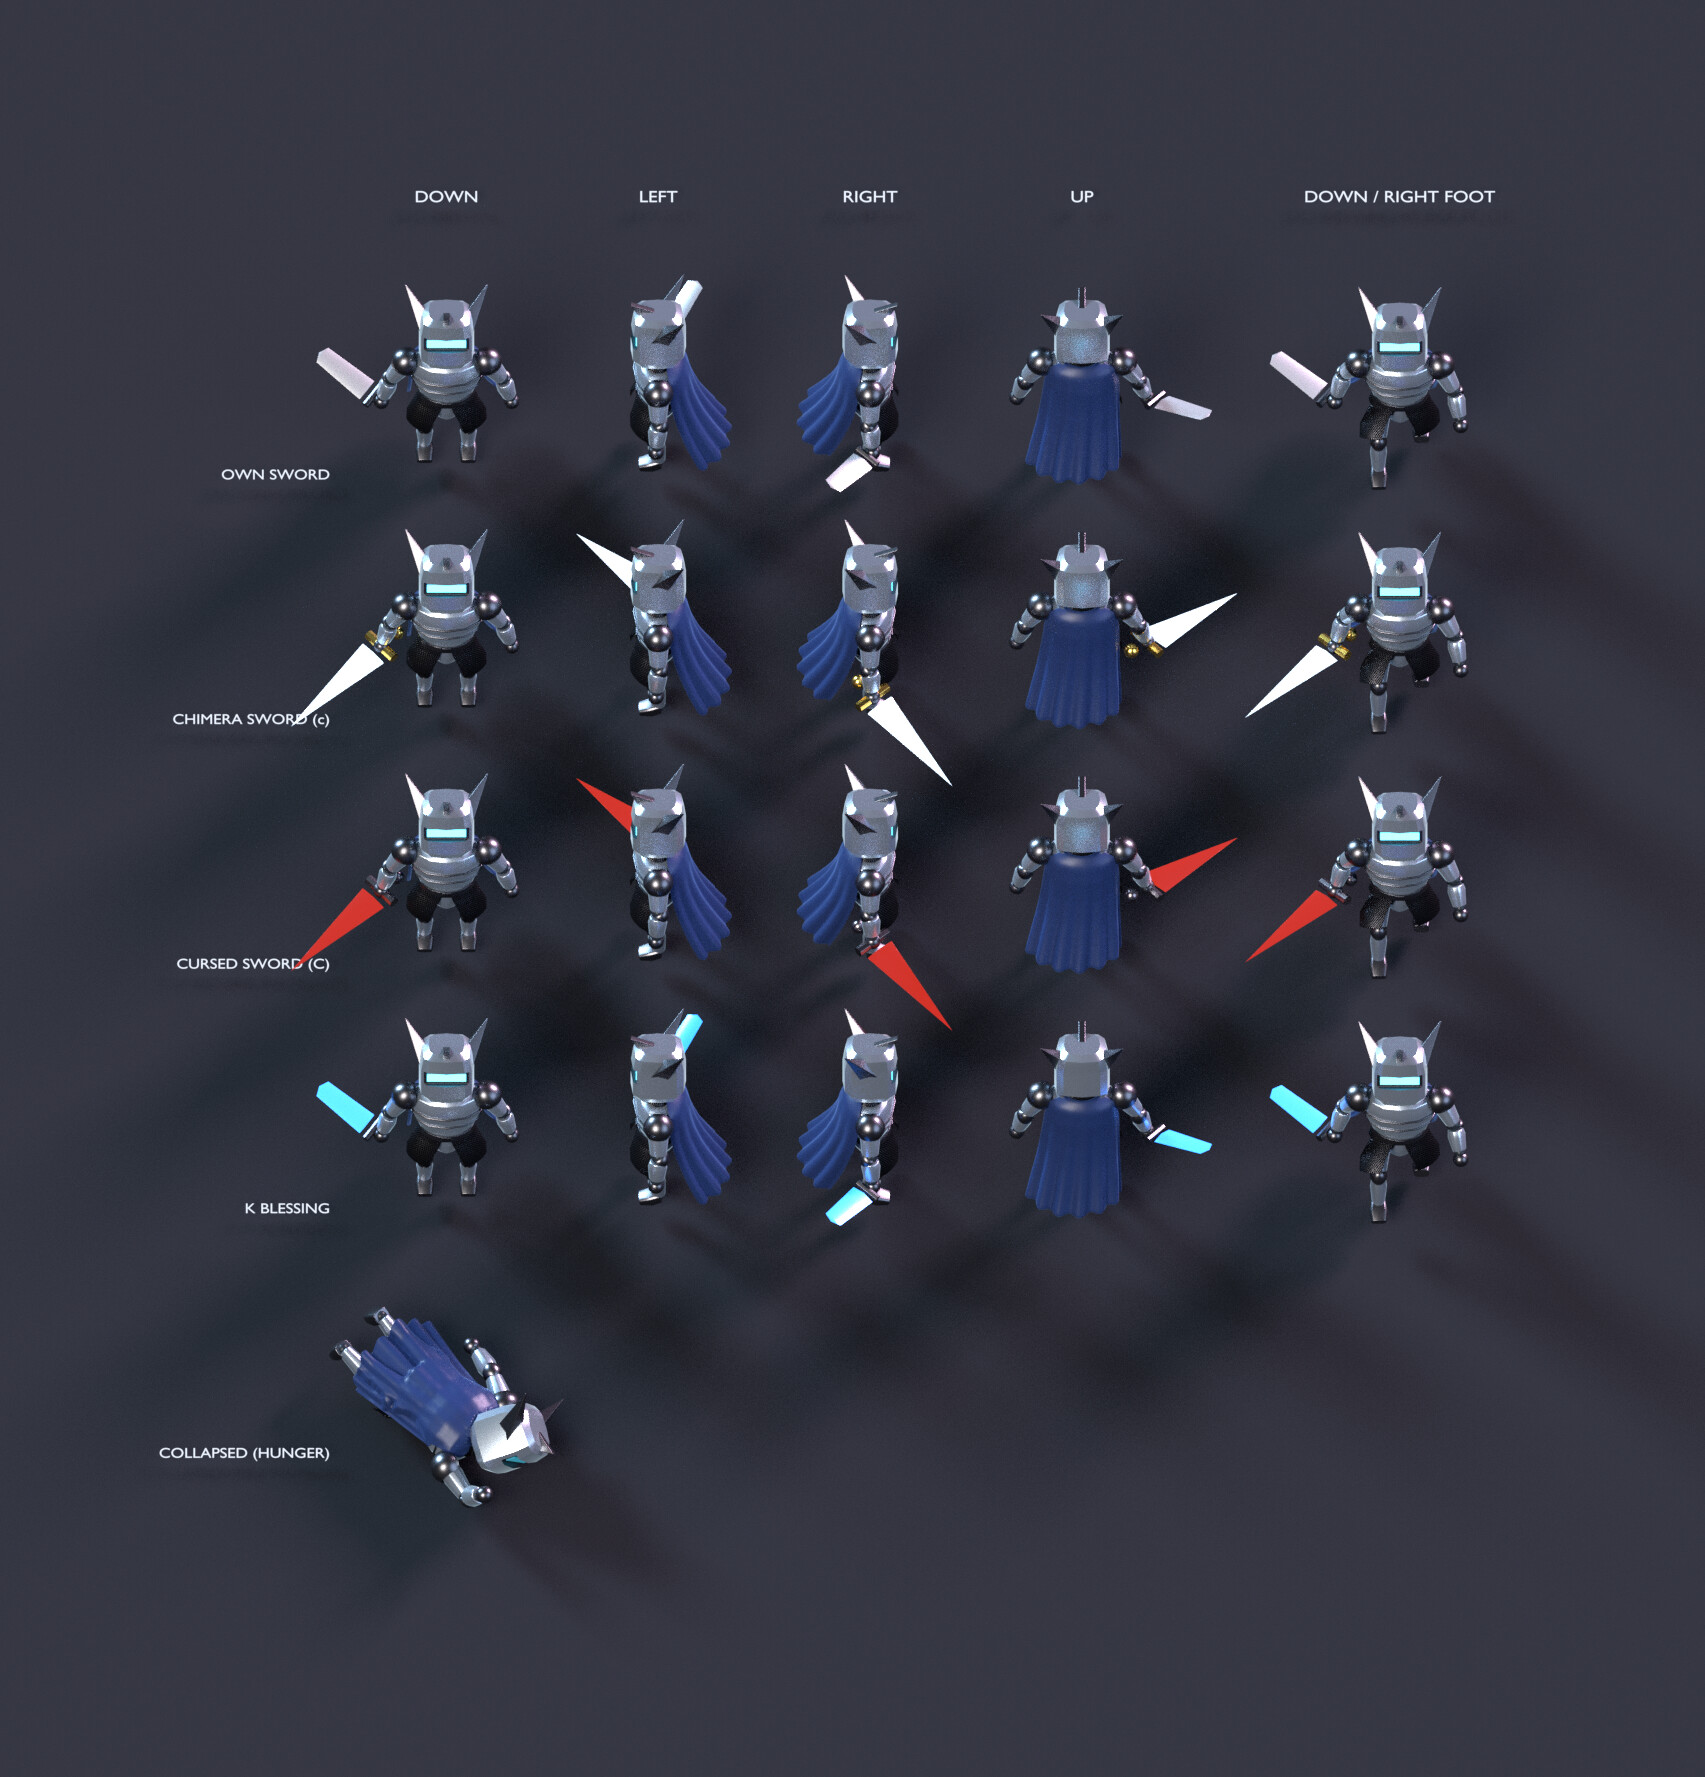 DOWN LEFT RIGHT UP DOWN / RIGHT FOOT
OWN SWORD
CHIMERA SWORD (c)
CURSED SWORD (C)
K BLESSING
COLLAPSED (HUNGER)